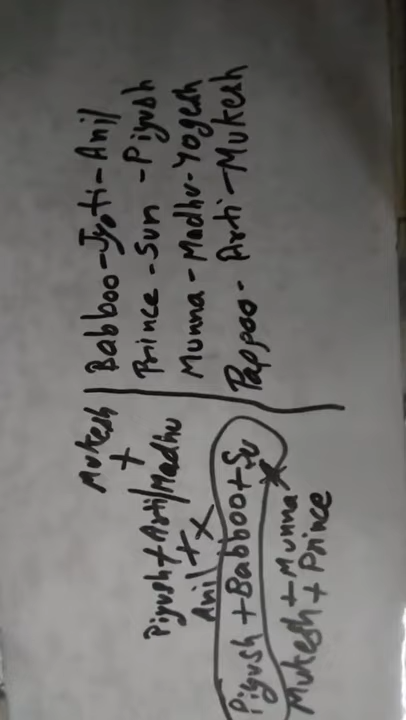 Mukesh
+
Piyush + Arti/Madhu
Anil + X
Piyush + Babboo + Su
Mukesh + Munna X
+ Prince
Babboo - Jyoti - Anil
Prince - Sun - Piyush
Munna - Madhu - Yogesh
Pappoo - Arti - Mukesh